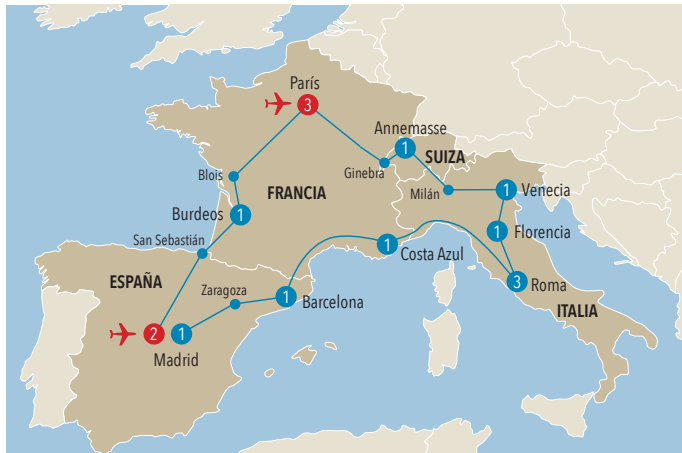 París
3
Annemasse
1
SUIZA
Ginebra
Blois
Milán
1
Venecia
FRANCIA
Burdeos
1
1
Florencia
San Sebastián
1
Costa Azul
ESPAÑA
Zaragoza
1
Barcelona
3
Roma
ITALIA
2
1
Madrid